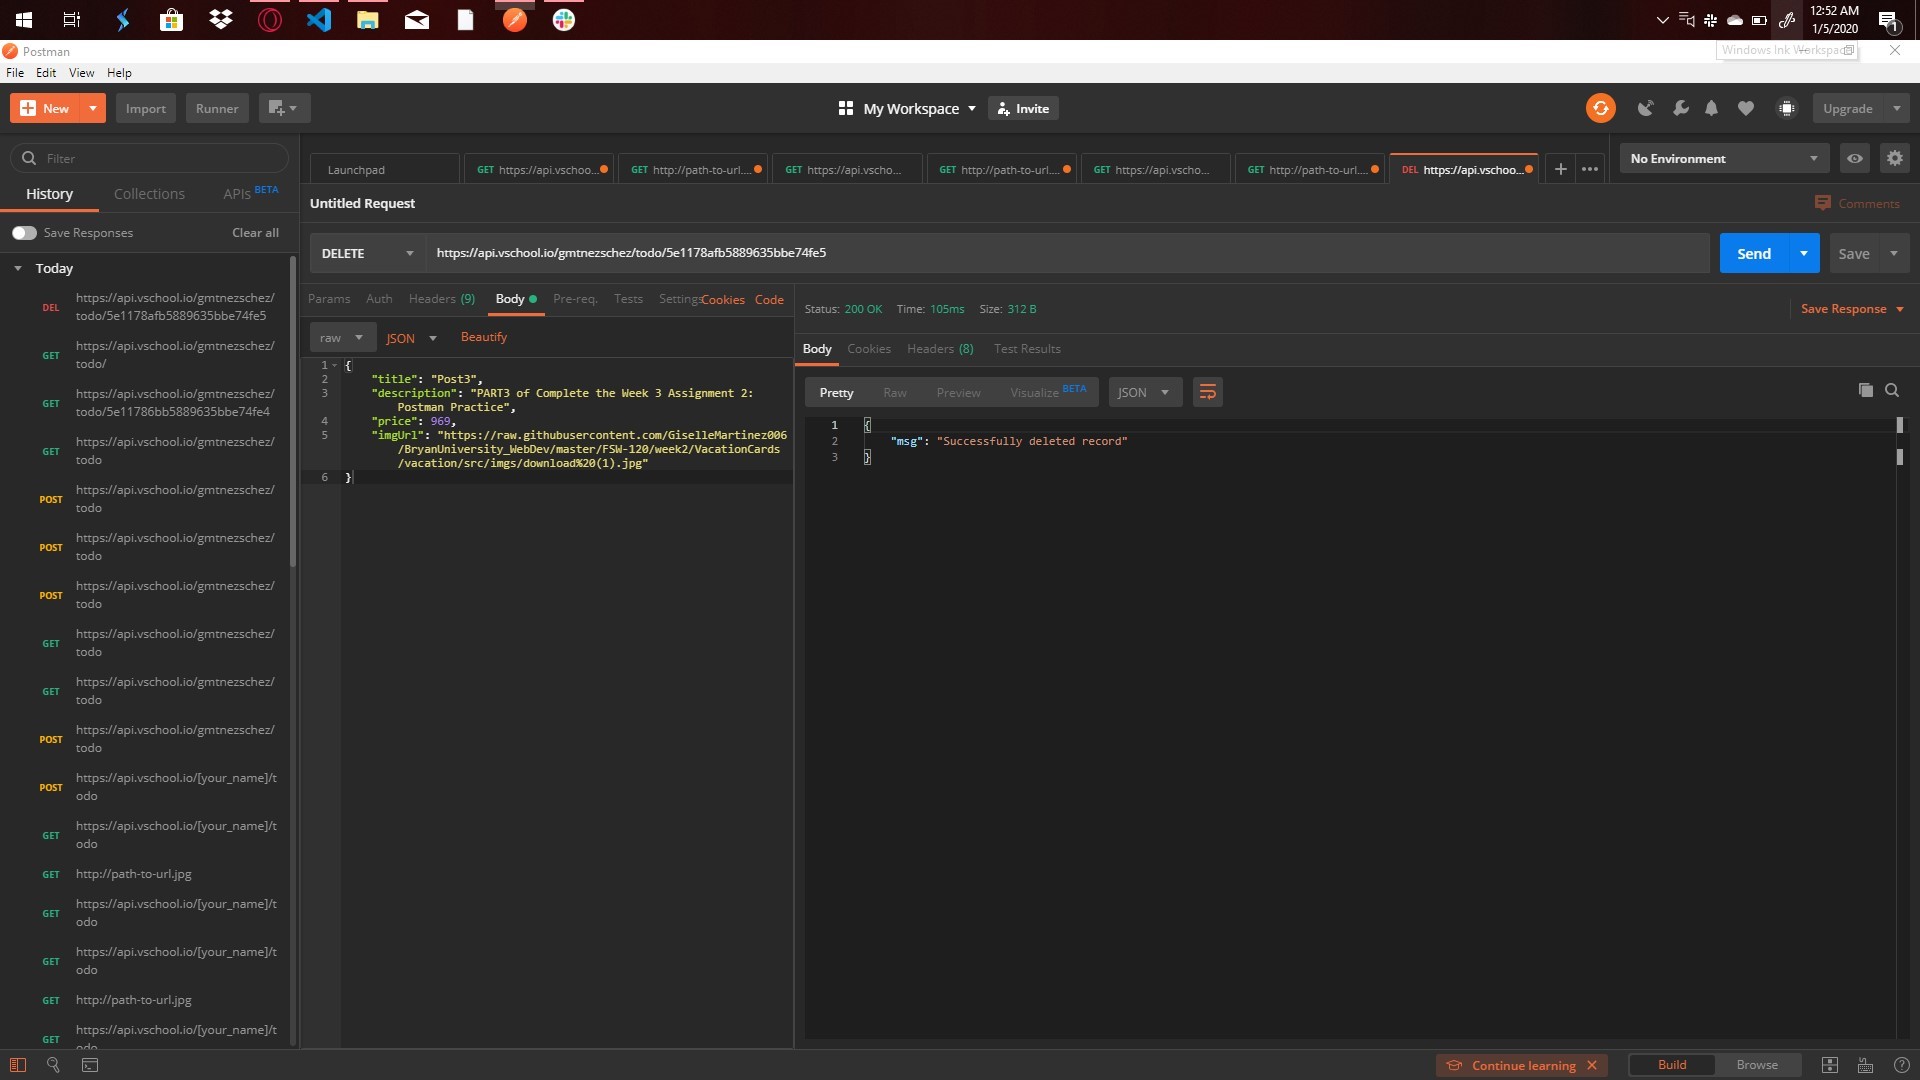 12:52 AM
1/5/2020
1
Postman
Windows Ink Workspace
File Edit View Help
New Import Runner
My Workspace Invite
Upgrade
Filter
History Collections APIs BETA
Save Responses Clear all
Today
DEL https://api.vschool.io/gmtnezschez/
todo/5e1178afb5889635bbe74fe5
GET https://api.vschool.io/gmtnezschez/
todo/
GET https://api.vschool.io/gmtnezschez/
todo/5e11786bb5889635bbe74fe4
GET https://api.vschool.io/gmtnezschez/
todo
POST https://api.vschool.io/gmtnezschez/
todo
POST https://api.vschool.io/gmtnezschez/
todo
POST https://api.vschool.io/gmtnezschez/
todo
GET https://api.vschool.io/gmtnezschez/
todo
GET https://api.vschool.io/gmtnezschez/
todo
POST https://api.vschool.io/gmtnezschez/
todo
POST https://api.vschool.io/[your_name]/t
odo
GET https://api.vschool.io/[your_name]/t
odo
GET http://path-to-url.jpg
GET https://api.vschool.io/[your_name]/t
odo
GET https://api.vschool.io/[your_name]/t
odo
GET http://path-to-url.jpg
GET https://api.vschool.io/[your_name]/t
odo
Launchpad GET https://api.vschoo... GET http://path-to-url.... GET https://api.vscho... GET http://path-to-url.... GET https://api.vscho... GET http://path-to-url.... DEL https://api.vschoo...
No Environment
Untitled Request
Comments
DELETE https://api.vschool.io/gmtnezschez/todo/5e1178afb5889635bbe74fe5
Send Save
Params Auth Headers (9) Body Pre-req. Tests Settings Cookies Code
raw JSON Beautify
1 {
2 "title": "Post3",
3 "description": "PART3 of Complete the Week 3 Assignment 2:
Postman Practice",
4 "price": 969,
5 "imgUrl": "https://raw.githubusercontent.com/GiselleMartinez006
/BryanUniversity_WebDev/master/FSW-120/week2/VacationCards
/vacation/src/imgs/download%20(1).jpg"
6 }
Status: 200 OK Time: 105ms Size: 312 B
Save Response
Body Cookies Headers (8) Test Results
Pretty Raw Preview Visualize BETA JSON
1 {
2 "msg": "Successfully deleted record"
3 }
Continue learning
Build Browse